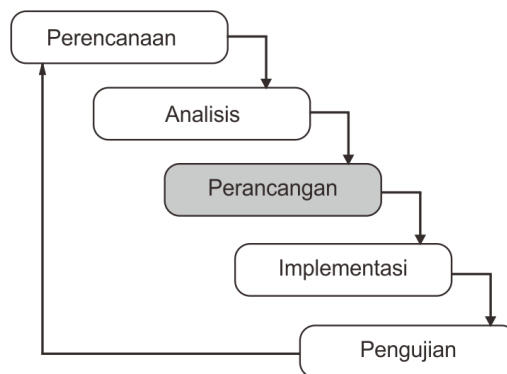 Perencanaan
Analisis
Perancangan
Implementasi
Pengujian